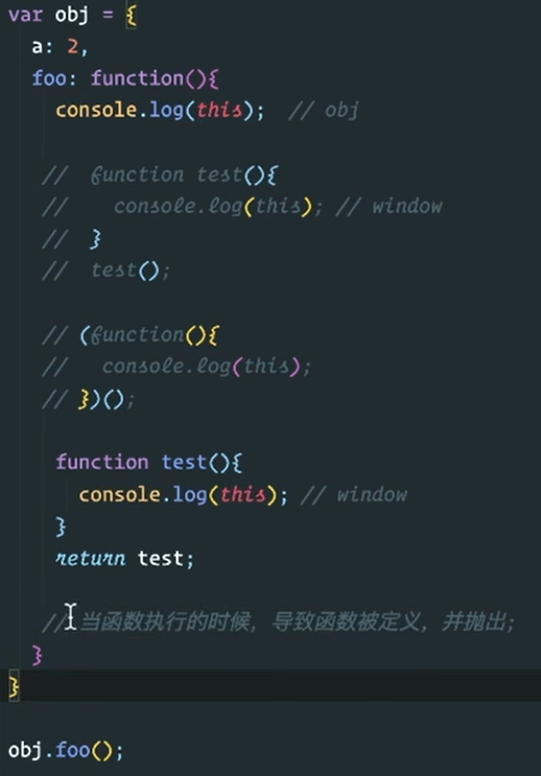 var obj = {
  a: 2,
  foo: function(){
    console.log(this);  // obj

   //  function test(){
   //    console.log(this); // window
   //  }
   //  test();

   // (function(){
   //   console.log(this);
   // })();

    function test(){
      console.log(this); // window
    }
    return test;

   // 当函数执行的时候，导致函数被定义，并抛出；
  }
}

obj.foo();